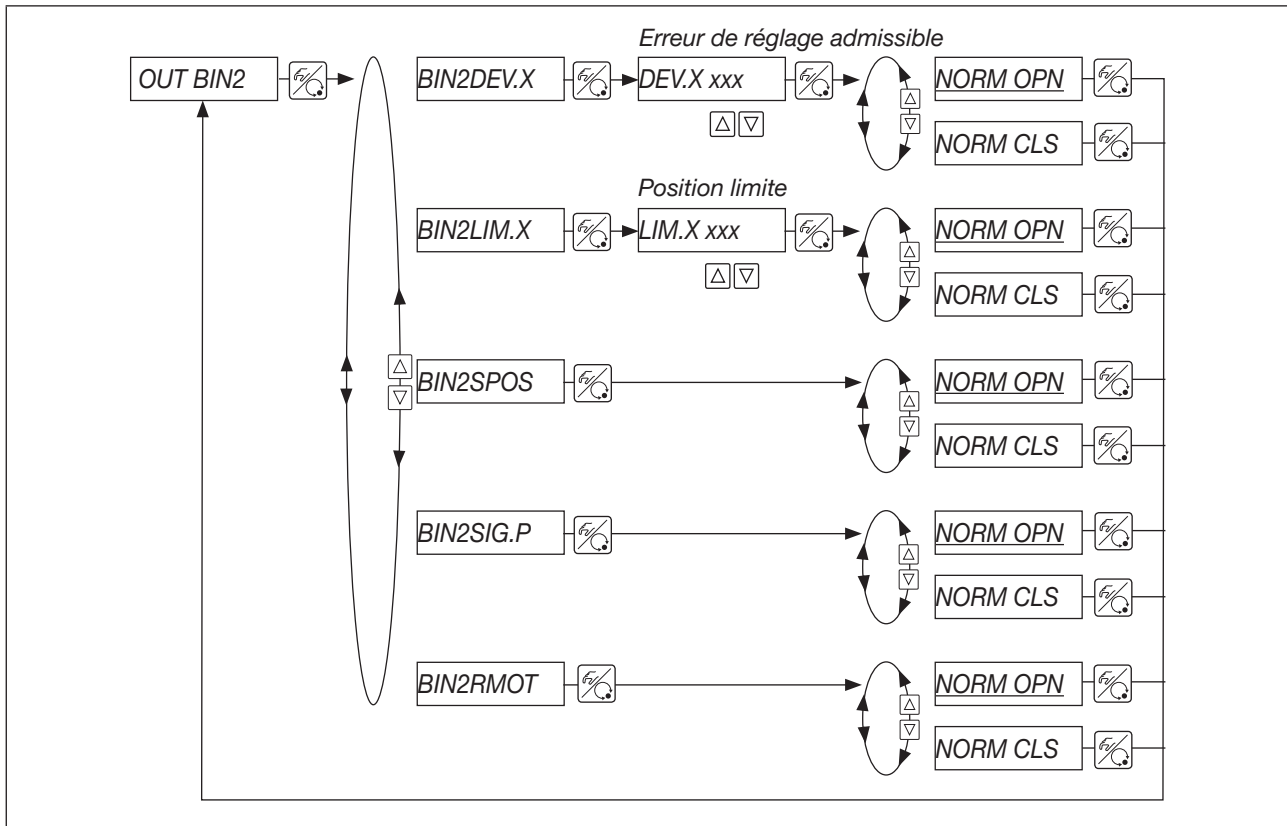 Erreur de réglage admissible
OUT BIN2
BIN2DEV.X
DEV.X xxx
NORM OPN
NORM CLS
Position limite
BIN2LIM.X
LIM.X xxx
NORM OPN
NORM CLS
BIN2SPOS
NORM OPN
NORM CLS
BIN2SIG.P
NORM OPN
NORM CLS
BIN2RMOT
NORM OPN
NORM CLS